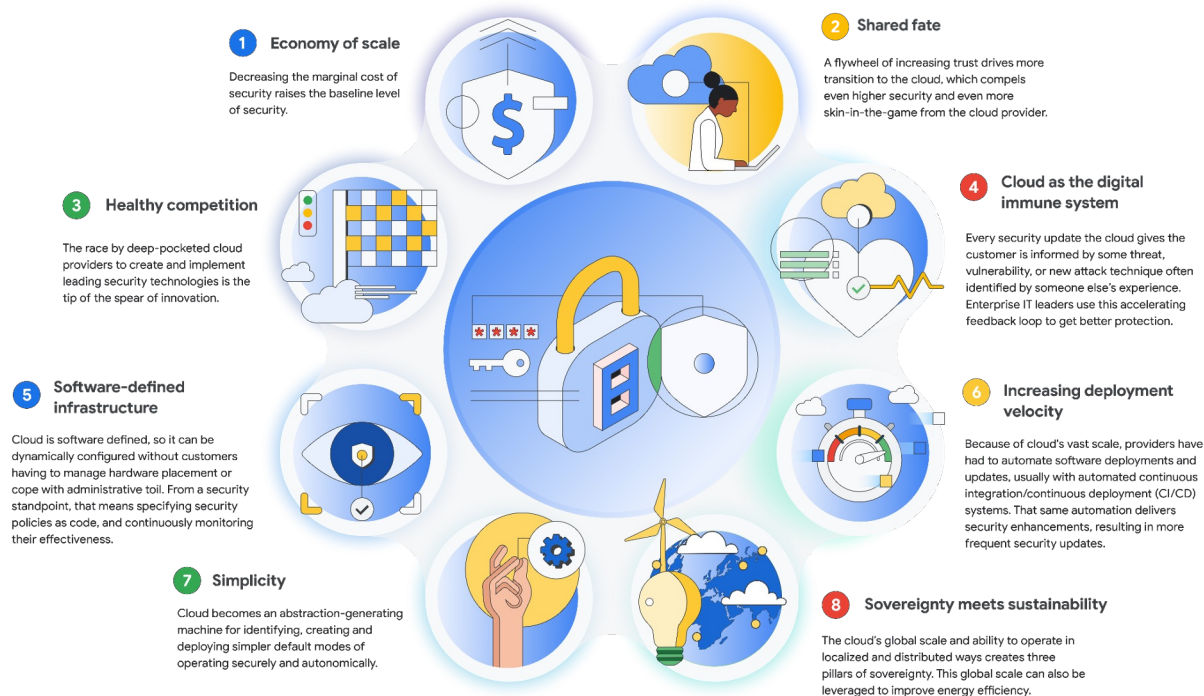 1 Economy of scale
Decreasing the marginal cost of
security raises the baseline level
of security.
$
2 Shared fate
A flywheel of increasing trust drives more
transition to the cloud, which compels
even higher security and even more
skin-in-the-game from the cloud provider.
3 Healthy competition
The race by deep-pocketed cloud
providers to create and implement
leading security technologies is the
tip of the spear of innovation.
4 Cloud as the digital
immune system
Every security update the cloud gives the
customer is informed by some threat,
vulnerability, or new attack technique often
identified by someone else's experience.
Enterprise IT leaders use this accelerating
feedback loop to get better protection.
* * * *
5 Software-defined
infrastructure
Cloud is software defined, so it can be
dynamically configured without customers
having to manage hardware placement or
cope with administrative toil. From a security
standpoint, that means specifying security
policies as code, and continuously monitoring
their effectiveness.
6 Increasing deployment
velocity
Because of cloud's vast scale, providers have
had to automate software deployments and
updates, usually with automated continuous
integration/continuous deployment (CI/CD)
systems. That same automation delivers
security enhancements, resulting in more
frequent security updates.
7 Simplicity
Cloud becomes an abstraction-generating
machine for identifying, creating and
deploying simpler default modes of
operating securely and autonomically.
8 Sovereignty meets sustainability
The cloud's global scale and ability to operate in
localized and distributed ways creates three
pillars of sovereignty. This global scale can also be
leveraged to improve energy efficiency.